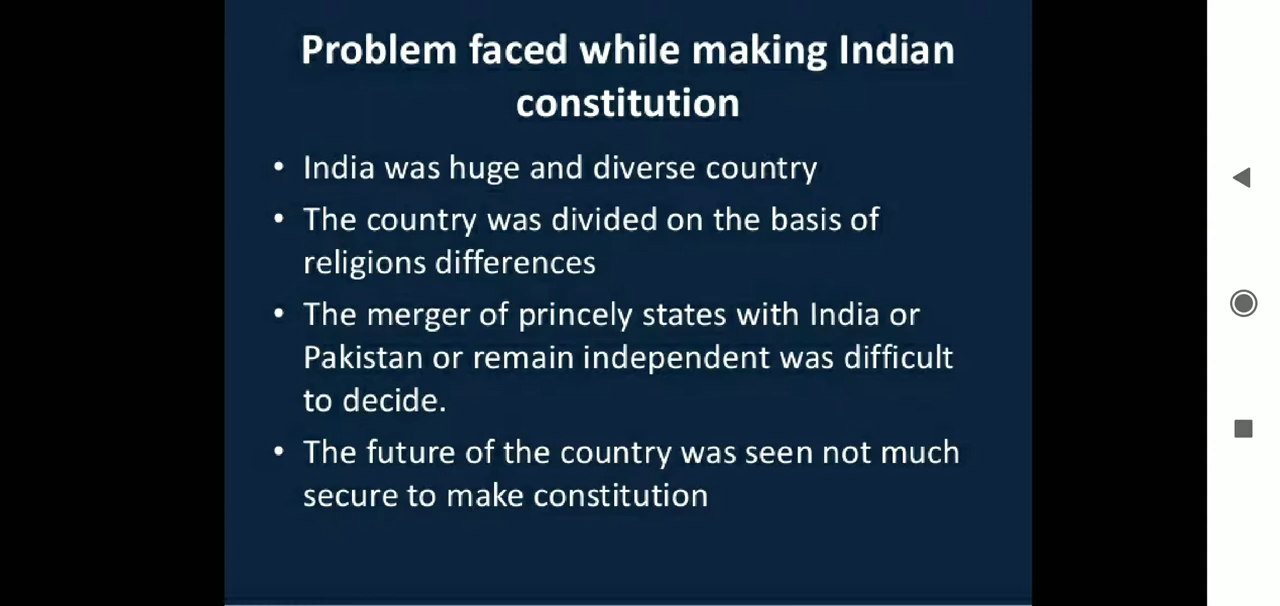 Problem faced while making Indian
constitution
• India was huge and diverse country
• The country was divided on the basis of
religions differences
• The merger of princely states with India or
Pakistan or remain independent was difficult
to decide.
• The future of the country was seen not much
secure to make constitution